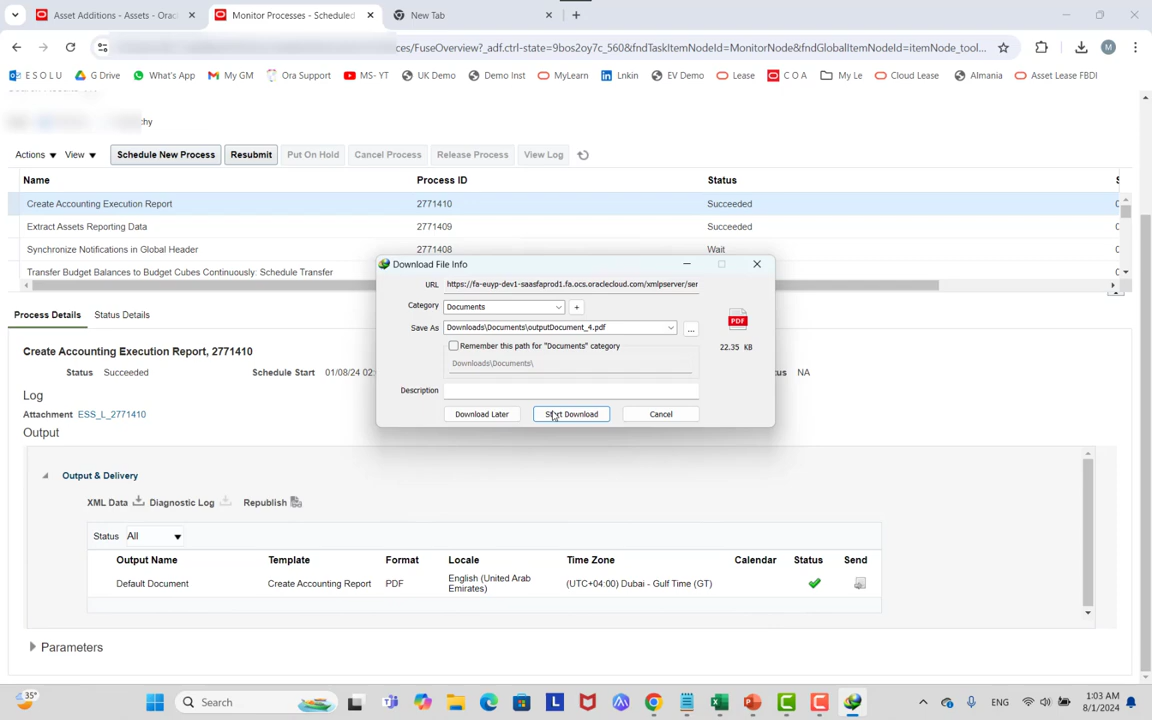 Asset Additions - Assets - Orac
Monitor Processes - Scheduled
New Tab
ces/FuseOverview?_adf.ctrl-state=9bos2oy7c_560&fndTaskItemNodeId=MonitorNode&fndGlobalItemNodeId=itemNode_tool...
M
E S O L U
G Drive
What's App
My GM
Ora Support
MS- YT
UK Demo
Demo Inst
MyLearn
Lnkin
EV Demo
Lease
C O A
My Le
Cloud Lease
Almania
Asset Lease FBDI
chy
Actions
View
Schedule New Process
Resubmit
Put On Hold
Cancel Process
Release Process
View Log
Name
Process ID
Status
Create Accounting Execution Report
2771410
Succeeded
Extract Assets Reporting Data
2771409
Succeeded
Synchronize Notifications in Global Header
2771408
Wait
Transfer Budget Balances to Budget Cubes Continuously: Schedule Transfer
Download File Info
URL
https://fa-euyp-dev1-saasfaprod1.fa.ocs.oraclecloud.com/xmlpserver/ser
Category
Documents
+
Save As
Downloads\Documents\outputDocument_4.pdf
...
PDF
Remember this path for "Documents" category
22.35 KB
Downloads\Documents\
Description
Download Later
Start Download
Cancel
Process Details
Status Details
Create Accounting Execution Report, 2771410
Status
Succeeded
Schedule Start
01/08/24 02:
us
NA
Log
Attachment
ESS_L_2771410
Output
Output & Delivery
XML Data
Diagnostic Log
Republish
Status
All
Output Name
Template
Format
Locale
Time Zone
Calendar
Status
Send
Default Document
Create Accounting Report
PDF
English (United Arab
Emirates)
(UTC+04:00) Dubai - Gulf Time (GT)
Parameters
35°
Search
ENG
1:03 AM
8/1/2024